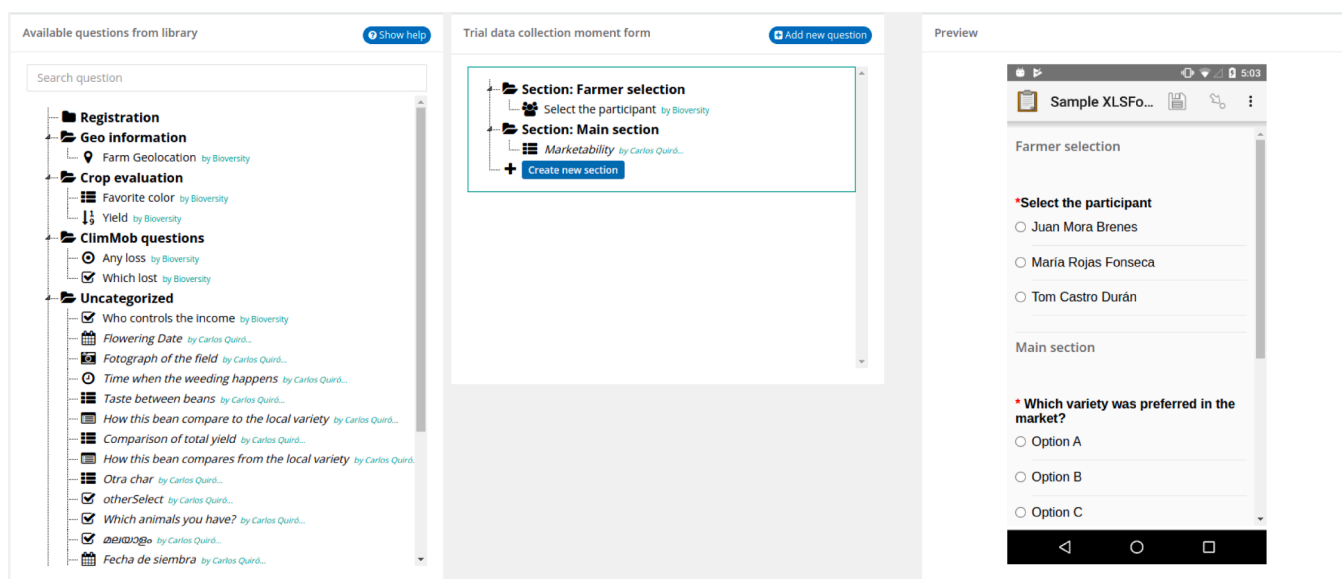 Available questions from library
Show help
Search question
Registration
Geo information
Farm Geolocation by Bioversity
Crop evaluation
Favorite color by Bioversity
Yield by Bioversity
ClimMob questions
Any loss by Bioversity
Which lost by Bioversity
Uncategorized
Who controls the Income by Bioversity
Flowering Date by Carlos Quiró...
Fotograph of the field by Carlos Quiró...
Time when the weeding happens by Carlos Quiró...
Taste between beans by Carlos Quiró...
How this bean compare to the local variety by Carlos Quiró...
Comparison of total yield by Carlos Quiró...
How this bean compares from the local variety by Carlos Quiró.
Otra char by Carlos Quiró...
otherSelect by Carlos Quiró...
Which animals you have? by Carlos Quiró...
മലയാളം by Carlos Quiró...
Fecha de siembra by Carlos Quiró...
Trial data collection moment form
Add new question
Section: Farmer selection
Select the participant by Bioversity
Section: Main section
Marketability by Carlos Quiró...
Create new section
Preview
5:03
Sample XLSFo...
Farmer selection
*Select the participant
Juan Mora Brenes
María Rojas Fonseca
Tom Castro Durán
Main section
* Which variety was preferred in the
market?
Option A
Option B
Option C